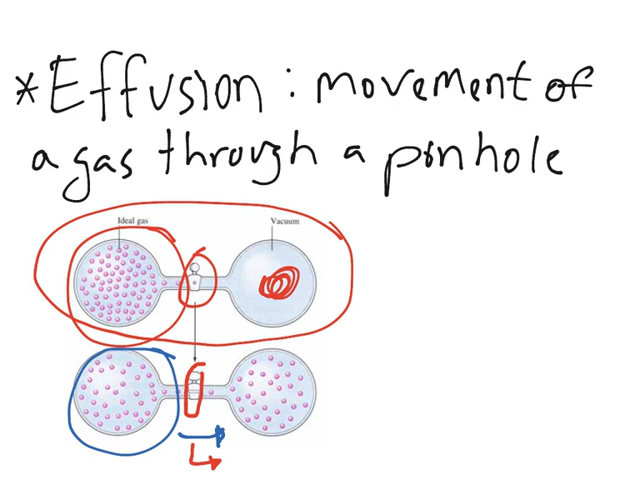 *Effusion: movement of
a gas through a pinhole
Ideal gas
Vacuum